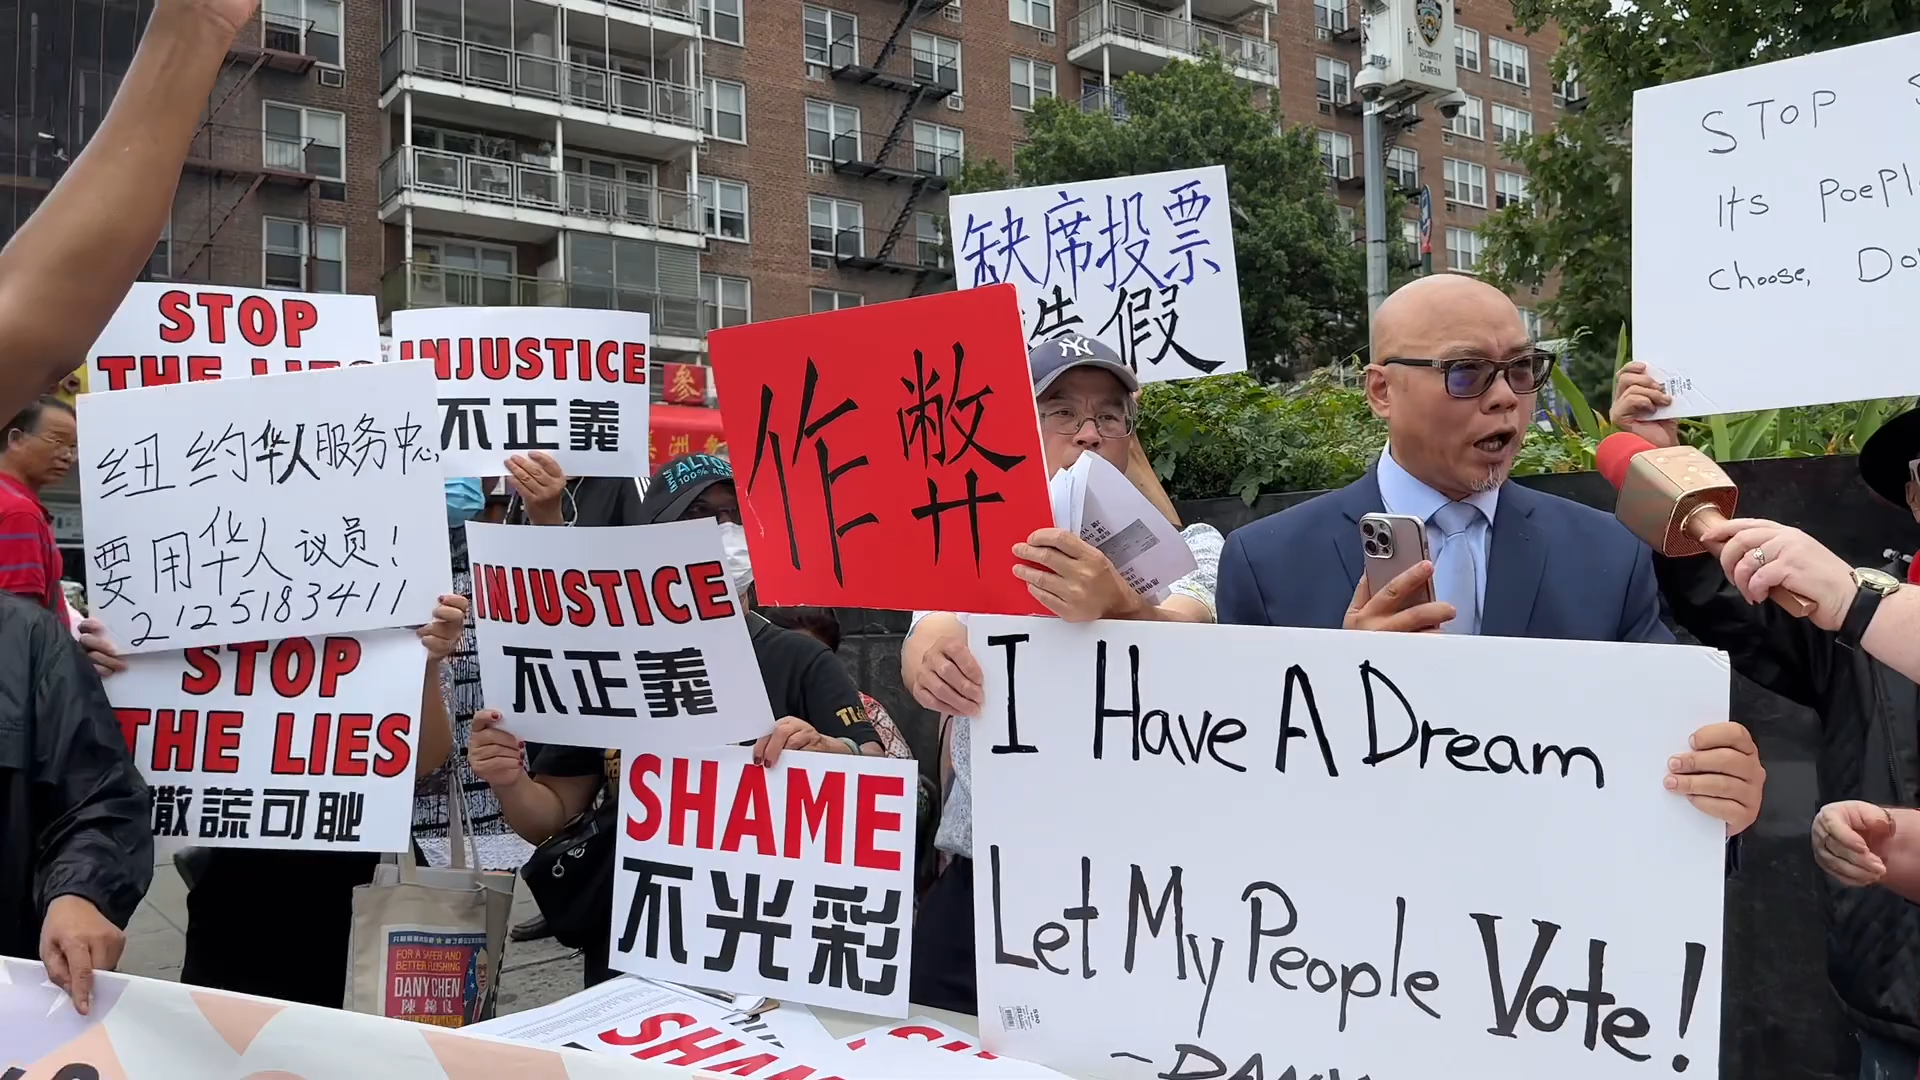 SECURITY
CAMERA
STOP
Its PoePl
Choose, Do
缺席投票
造假
STOP
THE LIES
INJUSTICE
不正義
纽约华人服务中心
要用华人议员!
2125183411
作弊
INJUSTICE
不正義
STOP
THE LIES
撒謊可耻
SHAME
不光彩
I Have A Dream
Let My People Vote!
-DANY
FOR A SAFER AND
BETTER FLUSHING
DANY CHEN
陳錦良
SHAME